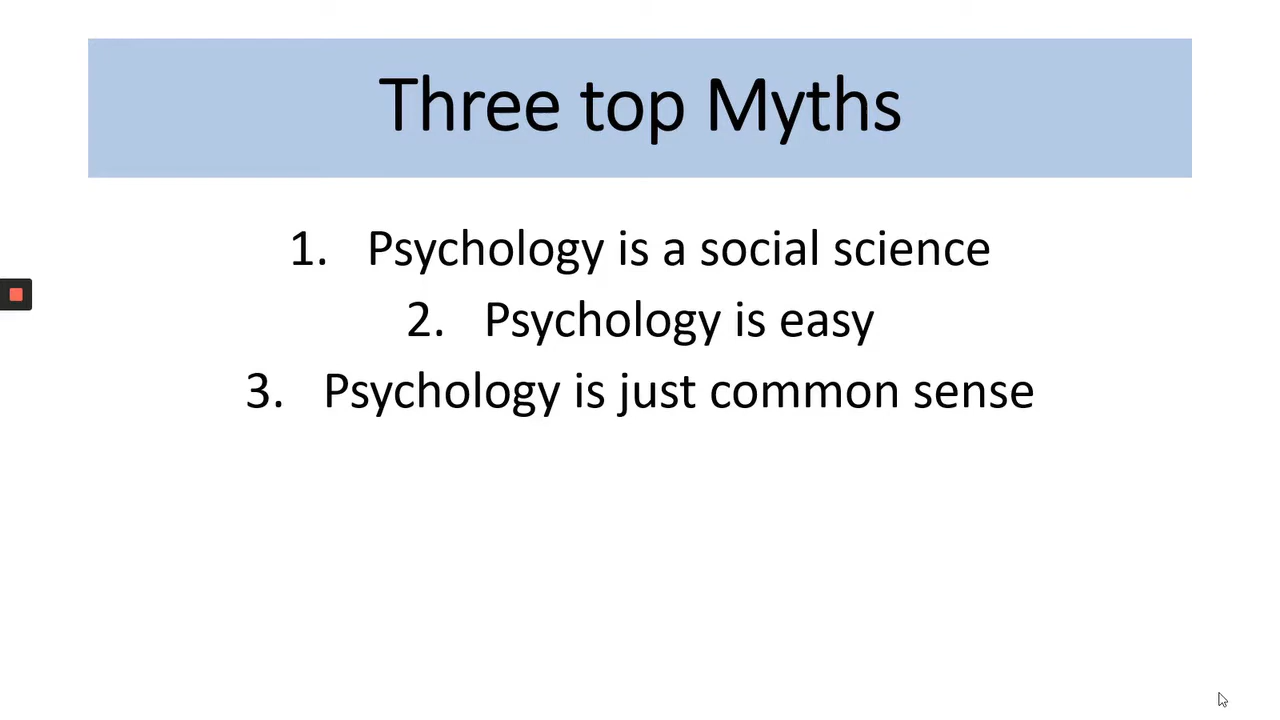 Three top Myths
1. Psychology is a social science
2. Psychology is easy
3. Psychology is just common sense